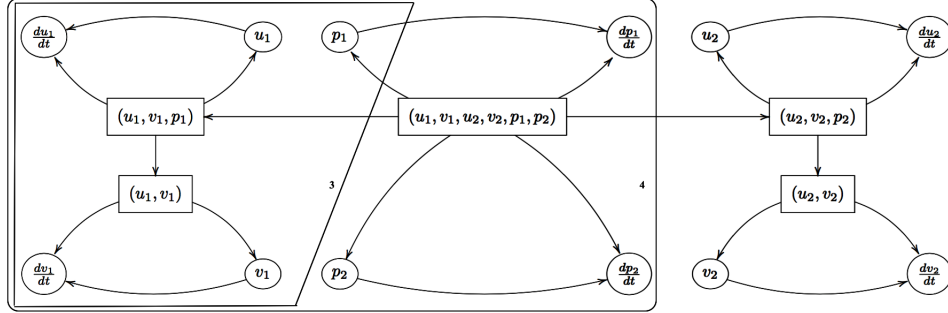 du₁/dt u₁ p₁ dp₁/dt u₂ du₂/dt
(u₁, v₁, p₁) (u₁, v₁, u₂, v₂, p₁, p₂) (u₂, v₂, p₂)
(u₁, v₁) 3 4 (u₂, v₂)
dv₁/dt v₁ p₂ dp₂/dt v₂ dv₂/dt